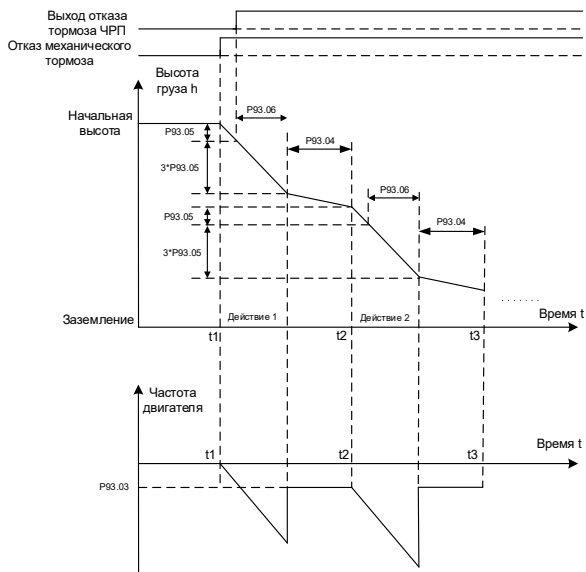 Выход отказа
тормоза ЧРП
Отказ механического
тормоза
Высота
груза h
Начальная
высота
P93.05
P93.06
P93.04
3*P93.05
P93.05
P93.06
P93.04
3*P93.05
.......
Заземление
Действие 1
Действие 2
Время t
t1
t2
t3
Частота
двигателя
t1
t2
t3
Время t
P93.03